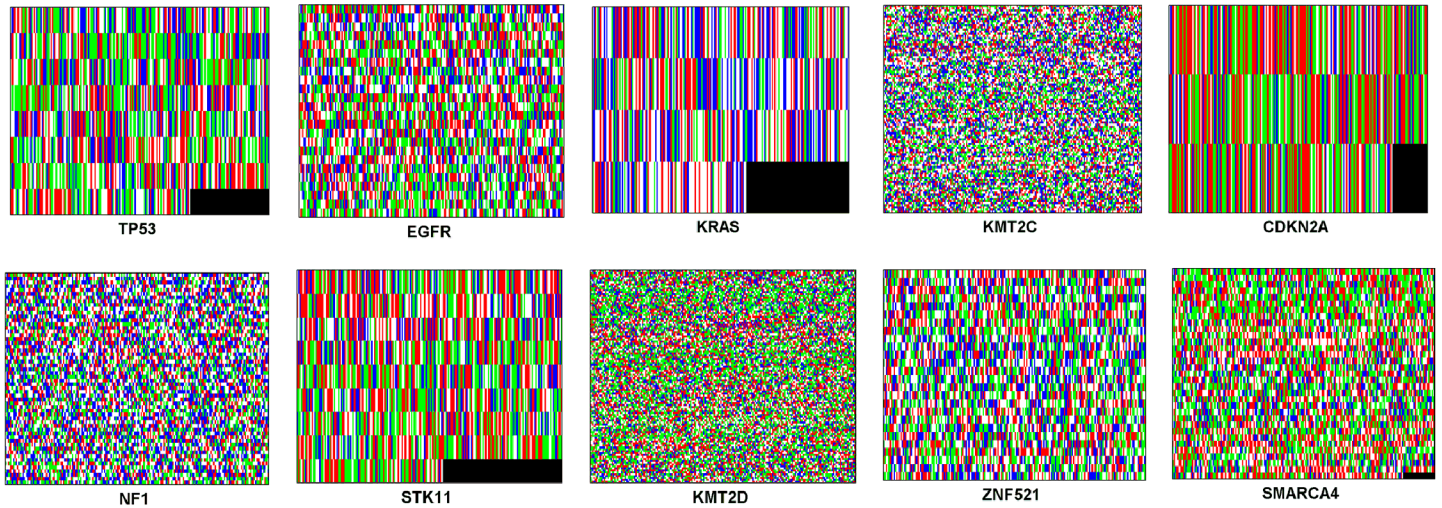 TP53
EGFR
KRAS
KMT2C
CDKN2A
NF1
STK11
KMT2D
ZNF521
SMARCA4